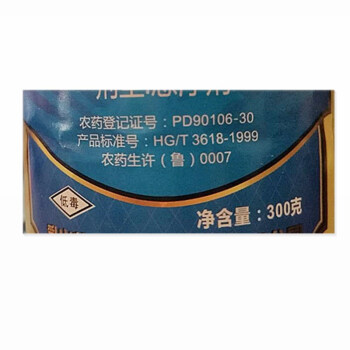 农药登记证号：PD90106-30
产品标准号：HG/T 3618-1999
农药生许（鲁）0007
低毒
净含量：300克